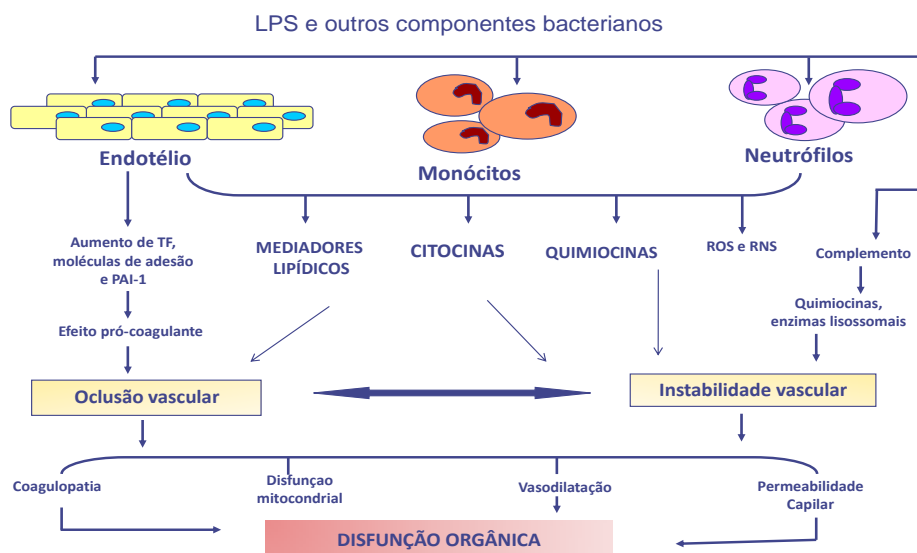 LPS e outros componentes bacterianos
Endotélio
Monócitos
Neutrófilos
Aumento de TF,
moléculas de adesão
e PAI-1
MEDIADORES
LIPÍDICOS
CITOCINAS
QUIMIOCINAS
ROS e RNS
Complemento
Efeito pró-coagulante
Quimiocinas,
enzimas lisossomais
Oclusão vascular
Instabilidade vascular
Coagulopatia
Disfunçao
mitocondrial
Vasodilatação
Permeabilidade
Capilar
DISFUNÇÃO ORGÂNICA